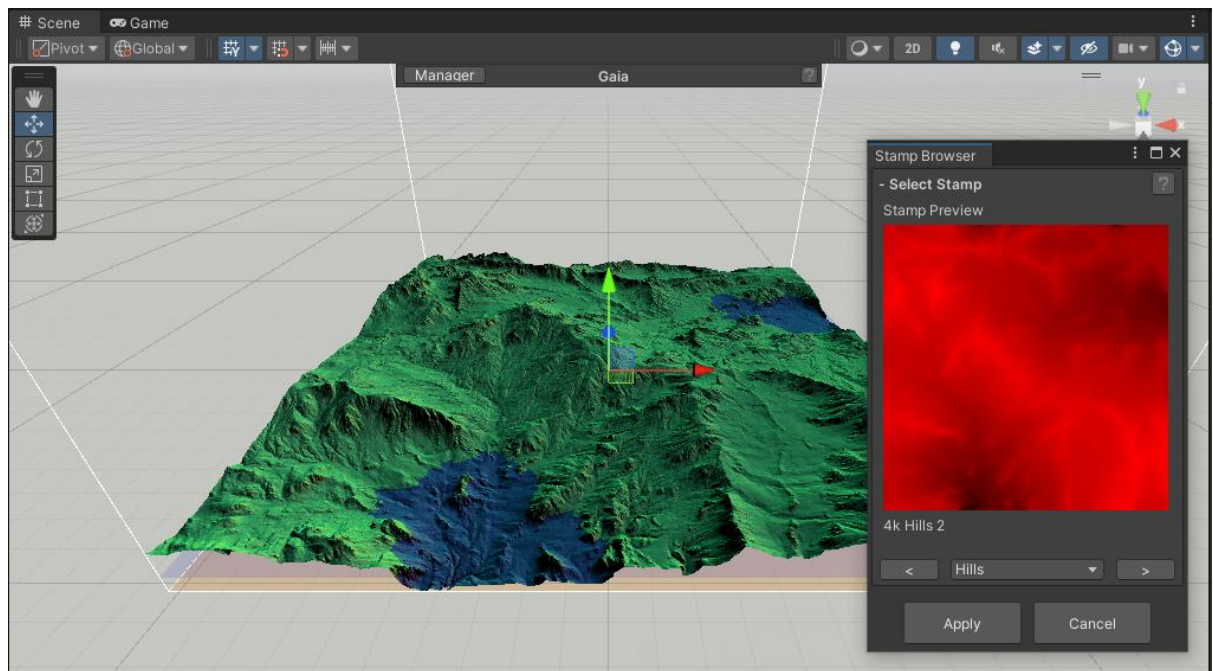 Scene Game
Pivot Global 2D
Manager Gaia ?
y
x
Stamp Browser
- Select Stamp ?
Stamp Preview
4k Hills 2
< Hills >
Apply Cancel